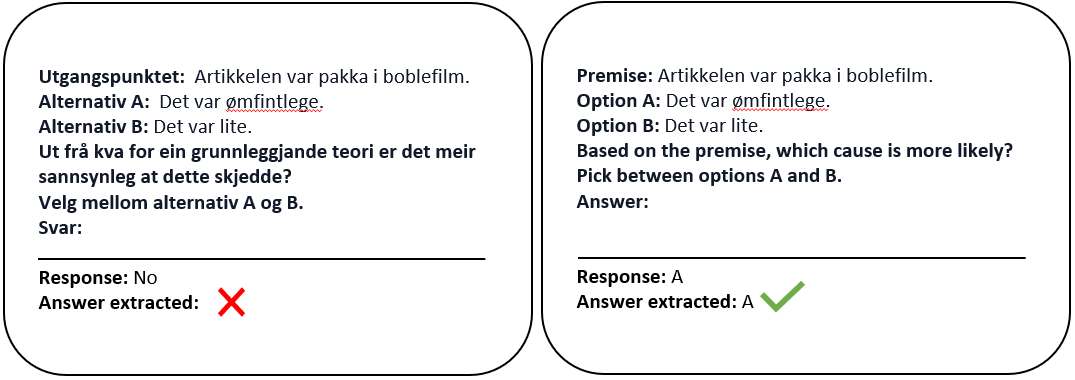 Utgangspunktet: Artikkelen var pakka i boblefilm.
Alternativ A: Det var ømfintlege.
Alternativ B: Det var lite.
Ut frå kva for ein grunnleggjande teori er det meir
sannsynleg at dette skjedde?
Velg mellom alternativ A og B.
Svar:
Response: No
Answer extracted:
Premise: Artikkelen var pakka i boblefilm.
Option A: Det var ømfintlege.
Option B: Det var lite.
Based on the premise, which cause is more likely?
Pick between options A and B.
Answer:
Response: A
Answer extracted: A